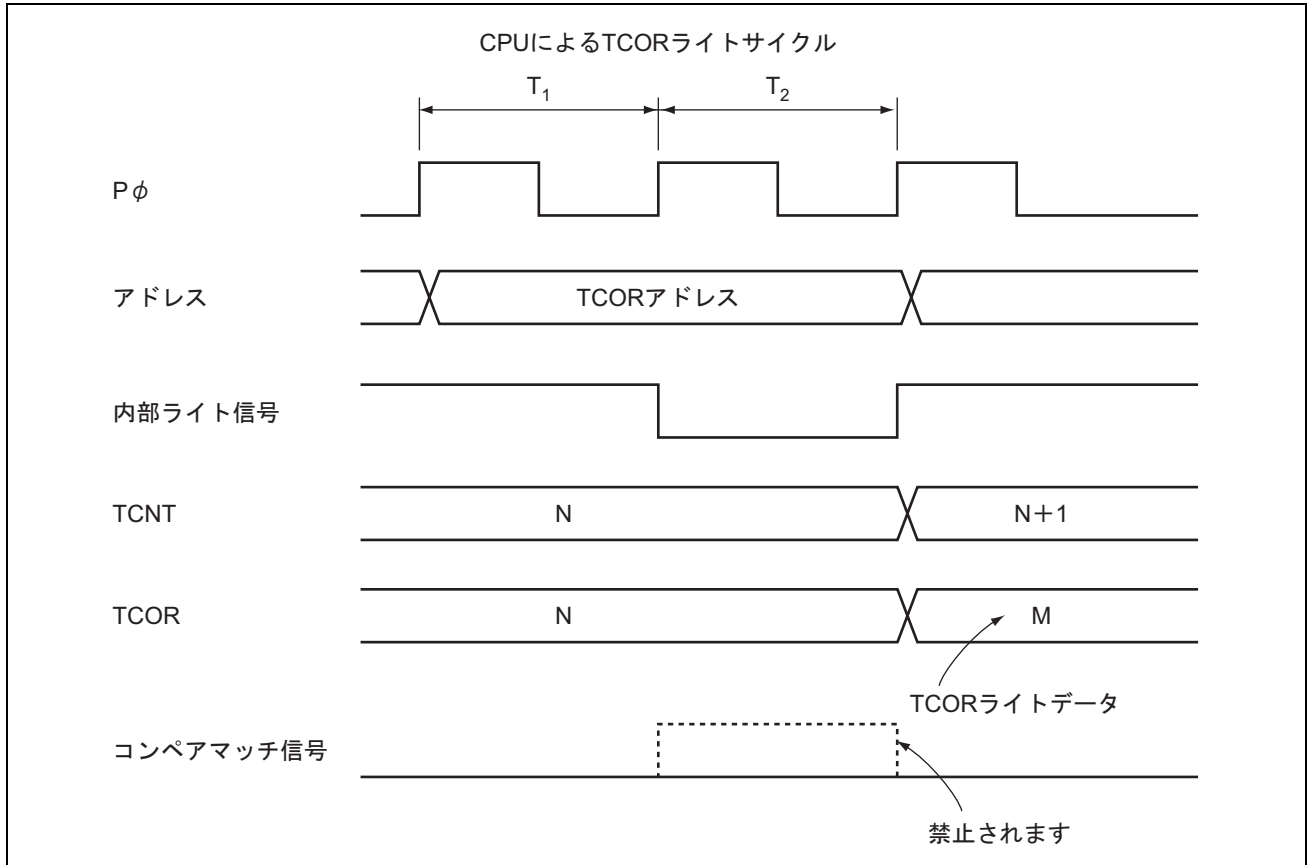 CPUによるTCORライトサイクル
T1 T2
Pφ
アドレス TCORアドレス
内部ライト信号
TCNT N N+1
TCOR N M
TCORライトデータ
コンペアマッチ信号
禁止されます